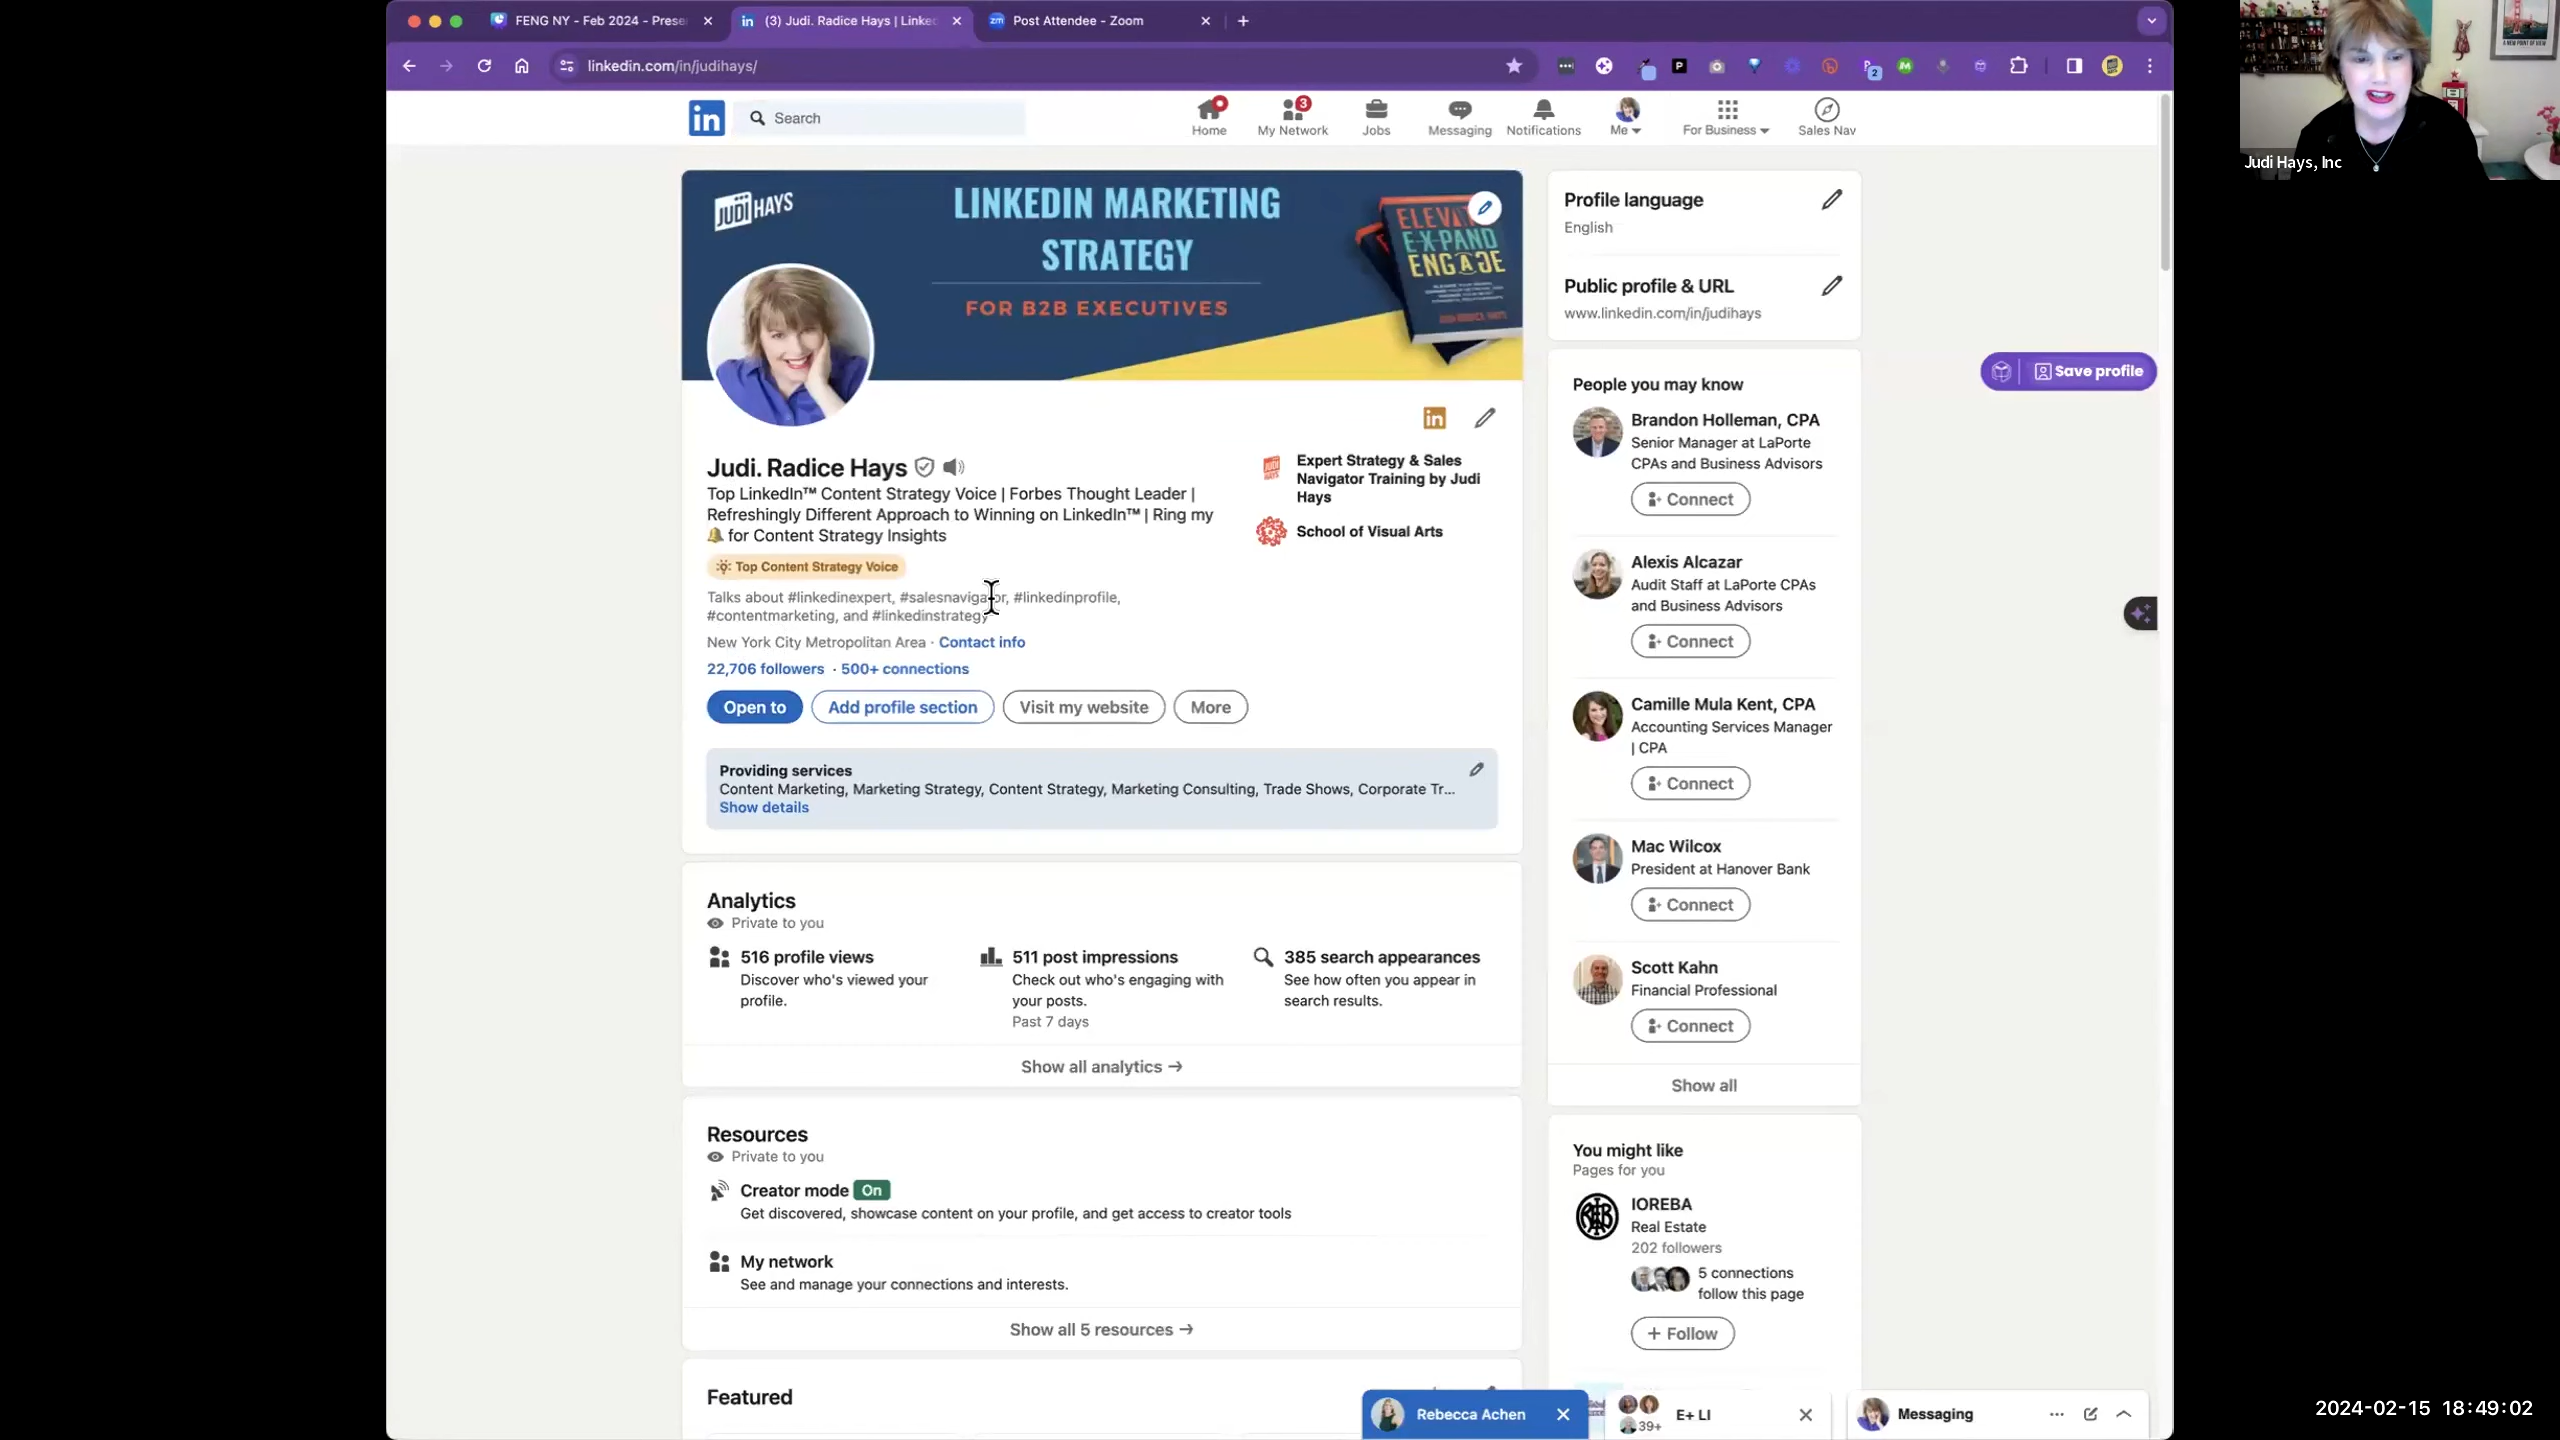 FENG NY - Feb 2024 - Prese
(3) Judi. Radice Hays | Linke
Post Attendee - Zoom
linkedin.com/in/judihays/
2
Judi Hays, Inc
A NEW POINT OF VIEW
in
Search
Home
3
My Network
Jobs
Messaging
Notifications
Me
For Business
Sales Nav
JUDI HAYS
LINKEDIN MARKETING
STRATEGY
FOR B2B EXECUTIVES
ELEVATE
EXPAND
ENGAGE
Judi. Radice Hays
Top LinkedIn™ Content Strategy Voice | Forbes Thought Leader |
Refreshingly Different Approach to Winning on LinkedIn™ | Ring my
🔔 for Content Strategy Insights
Top Content Strategy Voice
Talks about #linkedinexpert, #salesnavigator, #linkedinprofile,
#contentmarketing, and #linkedinstrategy
New York City Metropolitan Area · Contact info
22,706 followers · 500+ connections
in
JUDI HAYS
Expert Strategy & Sales
Navigator Training by Judi
Hays
School of Visual Arts
Open to
Add profile section
Visit my website
More
Providing services
Content Marketing, Marketing Strategy, Content Strategy, Marketing Consulting, Trade Shows, Corporate Tr...
Show details
Analytics
Private to you
516 profile views
Discover who's viewed your
profile.
511 post impressions
Check out who's engaging with
your posts.
Past 7 days
385 search appearances
See how often you appear in
search results.
Show all analytics →
Resources
Private to you
Creator mode On
Get discovered, showcase content on your profile, and get access to creator tools
My network
See and manage your connections and interests.
Show all 5 resources →
Featured
Profile language
English
Public profile & URL
www.linkedin.com/in/judihays
People you may know
Brandon Holleman, CPA
Senior Manager at LaPorte
CPAs and Business Advisors
Connect
Alexis Alcazar
Audit Staff at LaPorte CPAs
and Business Advisors
Connect
Camille Mula Kent, CPA
Accounting Services Manager
| CPA
Connect
Mac Wilcox
President at Hanover Bank
Connect
Scott Kahn
Financial Professional
Connect
Show all
You might like
Pages for you
IOREBA
Real Estate
202 followers
5 connections
follow this page
+ Follow
Save profile
Rebecca Achen
39+
E+ LI
Messaging
2024-02-15 18:49:02